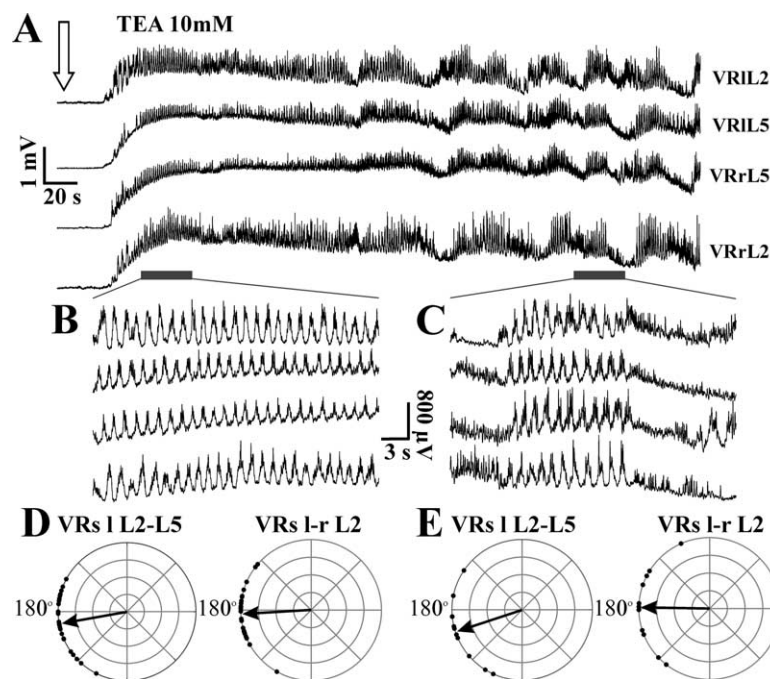 A
TEA 10mM
VRlL2
VRlL5
VRrL5
VRrL2
1 mV
20 s
B
C
800 µV
3 s
D
VRs l L2-L5
VRs l-r L2
E
VRs l L2-L5
VRs l-r L2
180°
180°
180°
180°